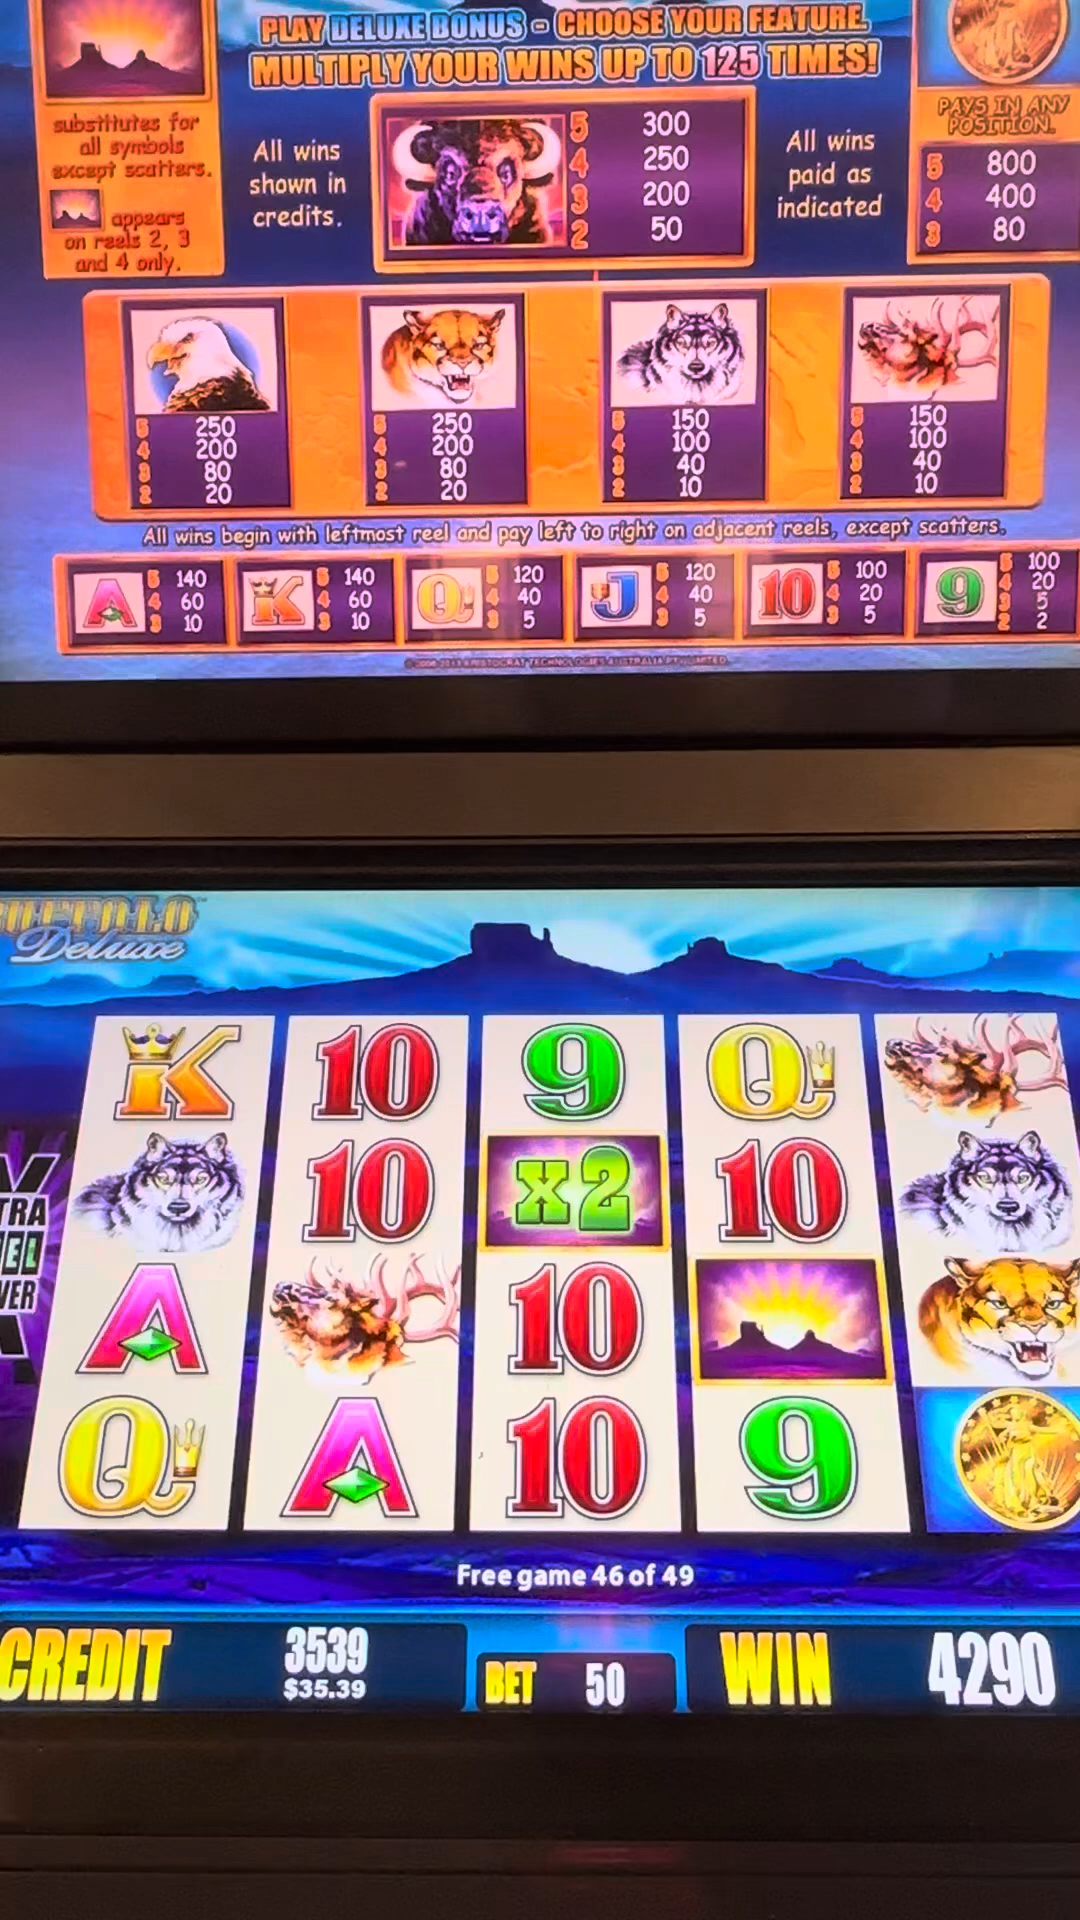 PLAY DELUXE BONUS - CHOOSE YOUR FEATURE.
MULTIPLY YOUR WINS UP TO 125 TIMES!
substitutes for
all symbols
except scatters.
appears
on reels 2, 3
and 4 only.
All wins
shown in
credits.
5 300
4 250
3 200
2 50
All wins
paid as
indicated
PAYS IN ANY
POSITION.
5 800
4 400
3 80
5 250
4 200
3 80
2 20
5 250
4 200
3 80
2 20
5 150
4 100
3 40
2 10
5 150
4 100
3 40
2 10
All wins begin with leftmost reel and pay left to right on adjacent reels, except scatters.
A 5 140
4 60
3 10
K 5 140
4 60
3 10
Q 5 120
4 40
3 5
J 5 120
4 40
3 5
10 5 100
4 20
3 5
9 5 100
4 20
3 5
2 2
BUFFALO
Deluxe
K 10 9 Q
10 x2 10
A 10
Q A 10 9
Free game 46 of 49
CREDIT 3539
$35.39
BET 50
WIN 4290